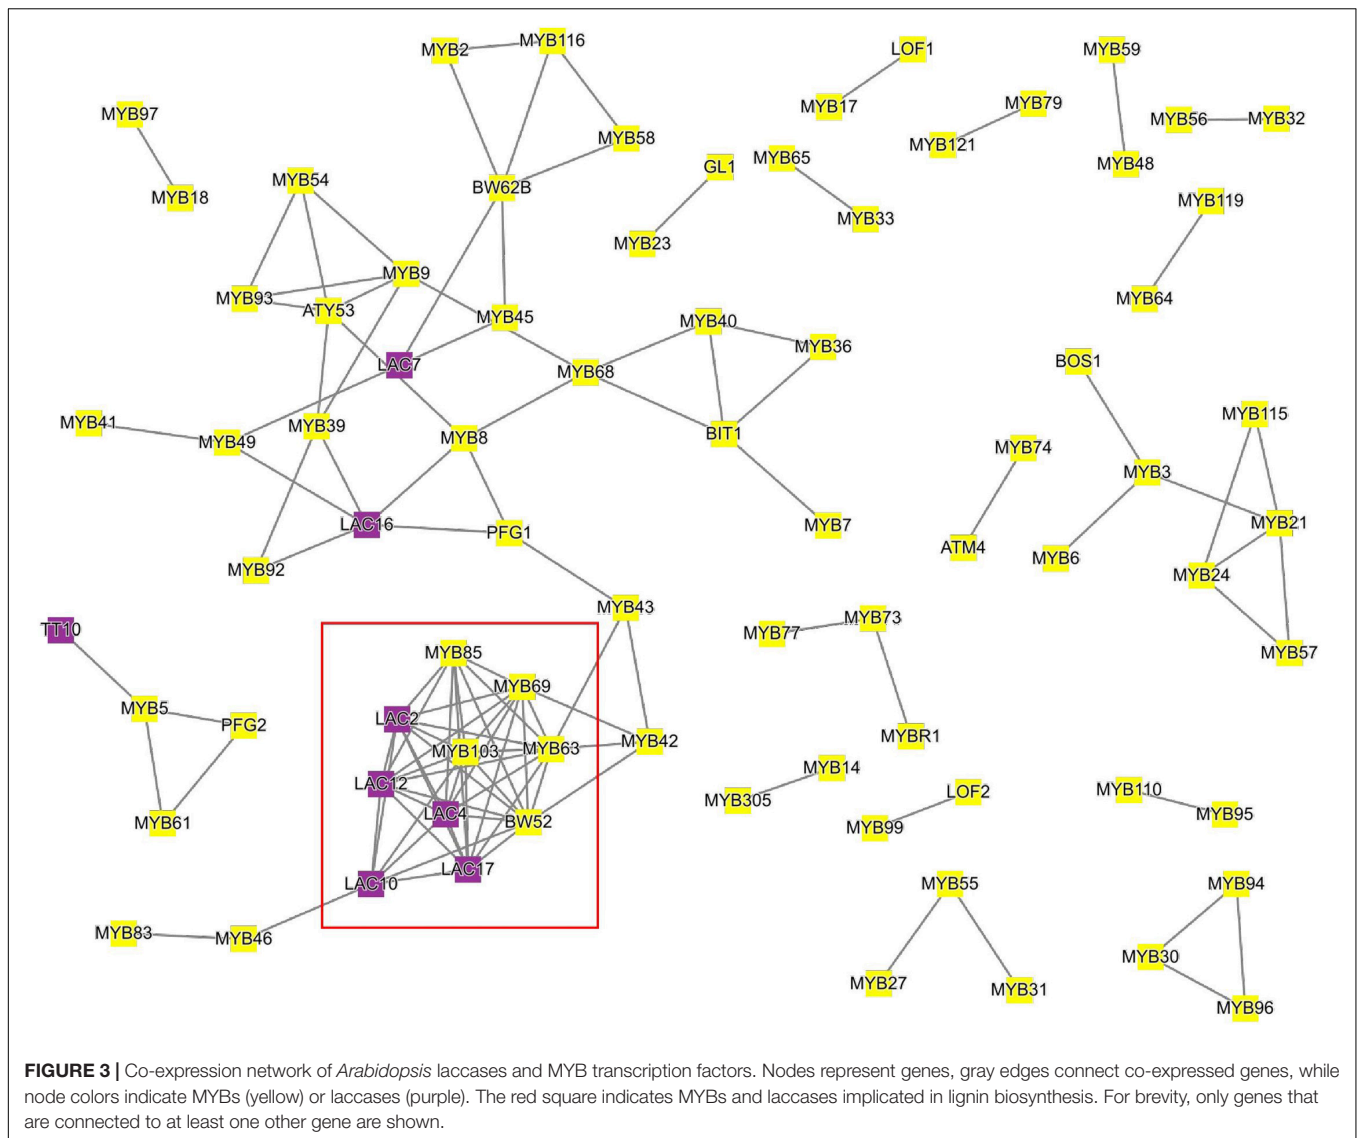 MYB2
MYB116
LOF1
MYB59
MYB97
MYB17
MYB79
MYB56
MYB32
MYB58
MYB121
MYB18
MYB54
BW62B
GL1
MYB65
MYB48
MYB23
MYB33
MYB119
MYB9
MYB93
ATY53
MYB64
MYB45
MYB40
LAC7
MYB68
MYB36
BOS1
MYB41
MYB49
MYB39
MYB8
BIT1
MYB115
MYB74
MYB3
LAC16
PFG1
MYB7
MYB21
ATM4
MYB6
MYB92
MYB24
MYB43
TT10
MYB77
MYB73
MYB85
MYB57
MYB69
MYB5
PFG2
LAC2
MYB103
MYB63
MYB42
MYBR1
LAC12
MYB14
LAC4
MYB305
LOF2
MYB110
MYB61
BW52
MYB99
MYB95
LAC17
LAC10
MYB55
MYB94
MYB83
MYB46
MYB30
MYB27
MYB31
MYB96
FIGURE 3 | Co-expression network of Arabidopsis laccases and MYB transcription factors. Nodes represent genes, gray edges connect co-expressed genes, while
node colors indicate MYBs (yellow) or laccases (purple). The red square indicates MYBs and laccases implicated in lignin biosynthesis. For brevity, only genes that
are connected to at least one other gene are shown.